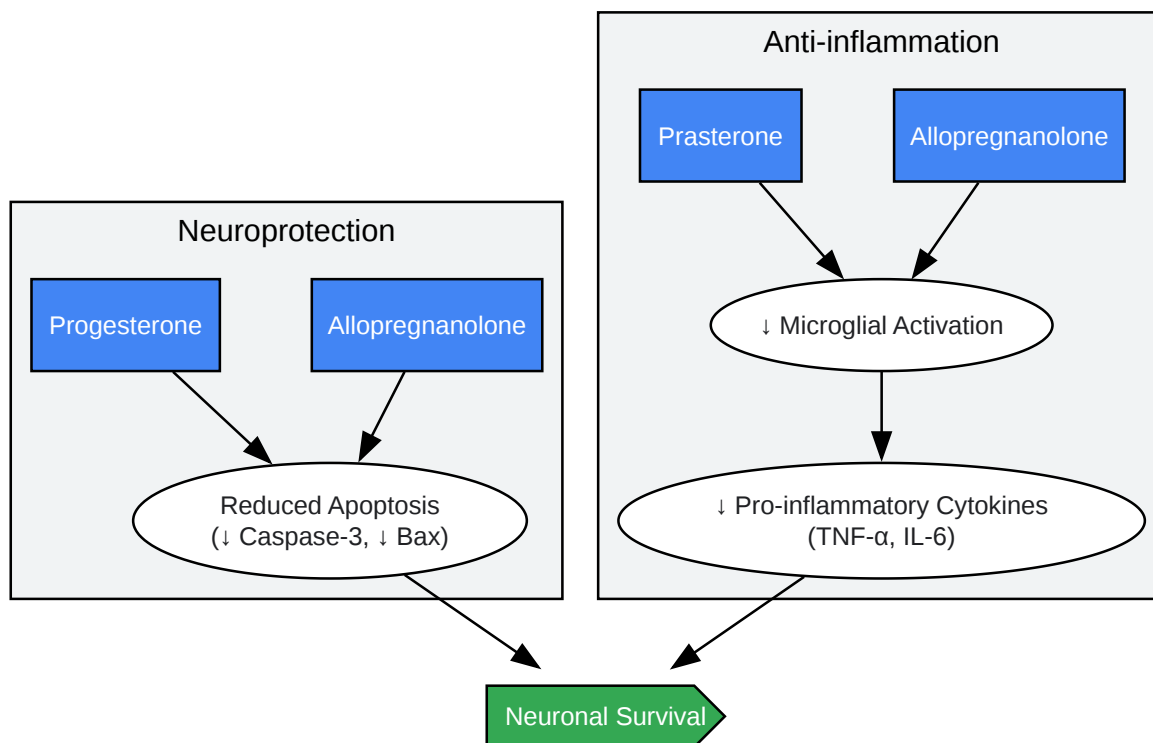 Neuroprotection
Progesterone
Allopregnanolone
Reduced Apoptosis
(↓ Caspase-3, ↓ Bax)
Anti-inflammation
Prasterone
Allopregnanolone
↓ Microglial Activation
↓ Pro-inflammatory Cytokines
(TNF-α, IL-6)
Neuronal Survival